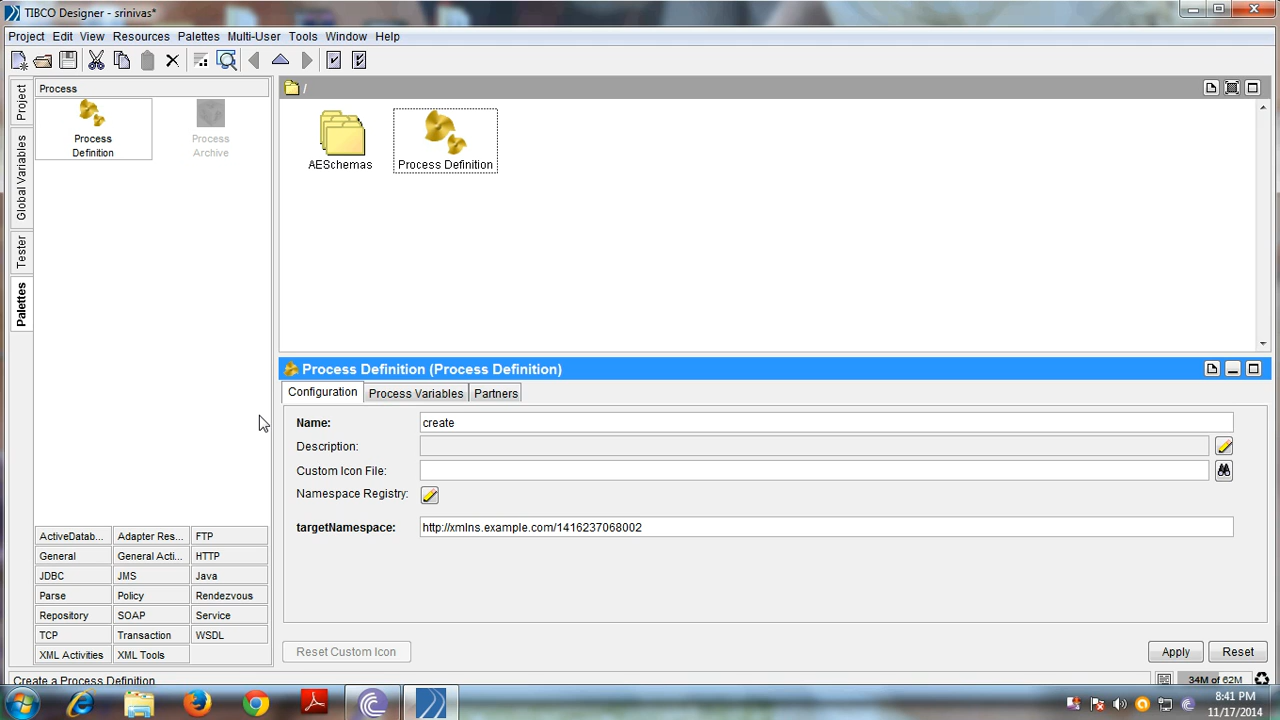 TIBCO Designer - srinivas*
Project Edit View Resources Palettes Multi-User Tools Window Help
Process
/
Project
Global Variables
Tester
Palettes
Process
Definition
Process
Archive
AESchemas
Process Definition
Process Definition (Process Definition)
Configuration Process Variables Partners
Name: create
Description:
Custom Icon File:
Namespace Registry:
targetNamespace: http://xmlns.example.com/1416237068002
ActiveDatab... Adapter Res... FTP
General General Acti... HTTP
JDBC JMS Java
Parse Policy Rendezvous
Repository SOAP Service
TCP Transaction WSDL
XML Activities XML Tools
Reset Custom Icon Apply Reset
Create a Process Definition 34M of 62M
8:41 PM
11/17/2014